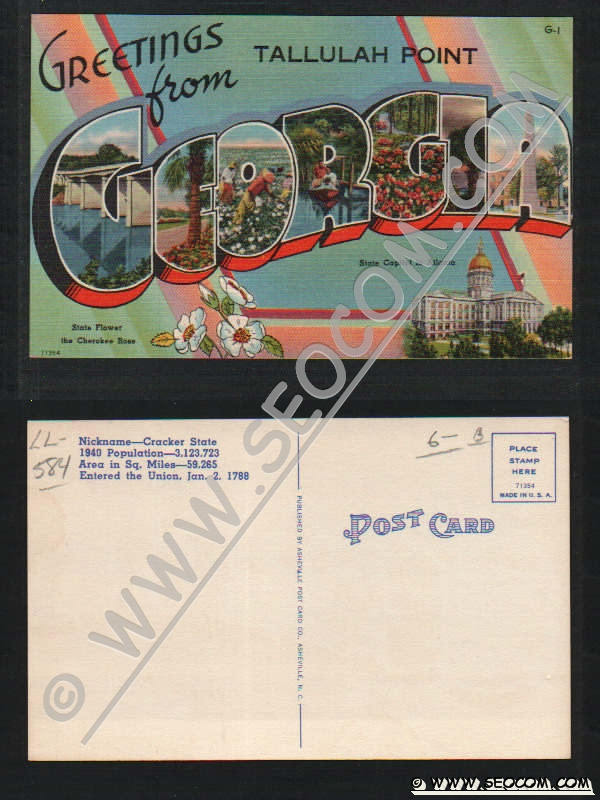 GREETINGS
from
TALLULAH POINT
G-1
GEORGIA
State Capitol in Atlanta
State Flower
the Cherokee Rose
71354
LL-
584
Nickname—Cracker State
1940 Population—3,123,723
Area in Sq. Miles—59,265
Entered the Union, Jan. 2, 1788
6- B
PLACE
STAMP
HERE
71354
MADE IN U. S. A.
POST CARD
PUBLISHED BY ASHEVILLE POST CARD CO., ASHEVILLE, N. C.
© WWW.SEOCOM.COM
© WWW.SEOCOM.COM